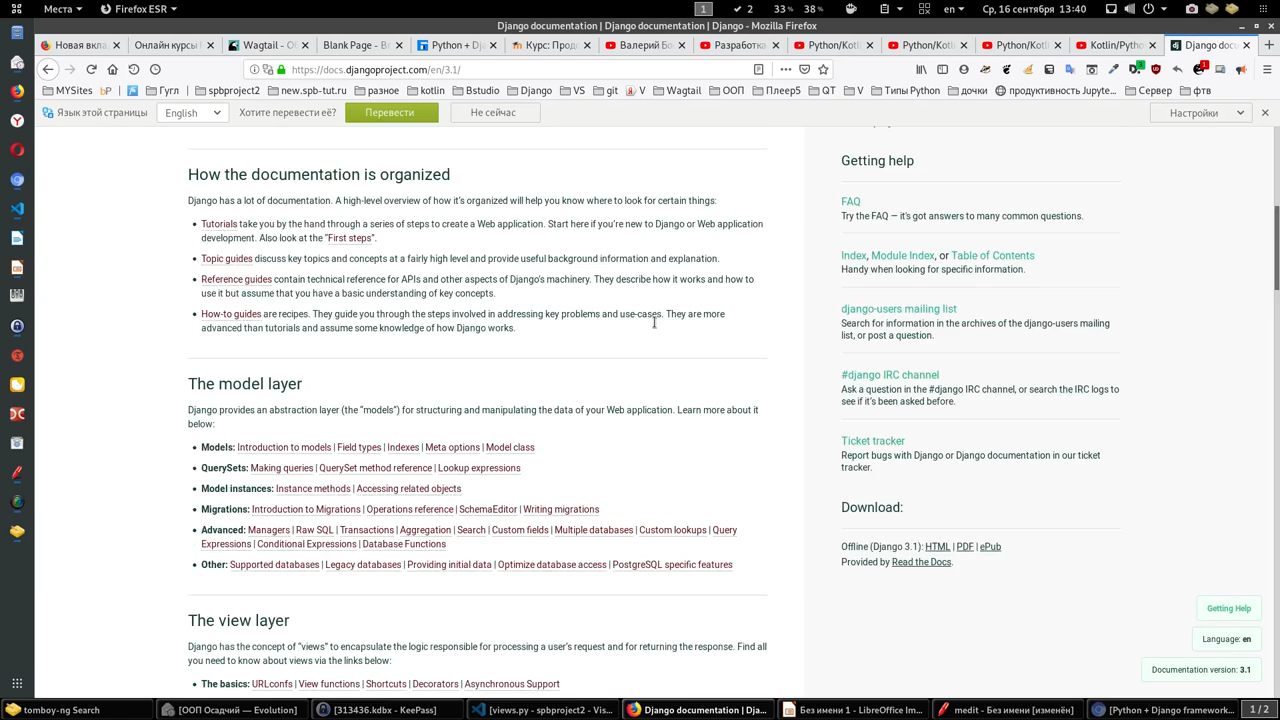 Места Firefox ESR 1 2 33 % 38 % en Ср, 16 сентября 13:40
Django documentation | Django documentation | Django - Mozilla Firefox
Новая вкл Онлайн курсы Wagtail - Об Blank Page - B Python + Dj Курс: Прод Валерий Бо Разработка Python/Kotl Python/Kotl Python/Kotl Kotlin/Pytho Django docu
https://docs.djangoproject.com/en/3.1/
MYSites bP Гугл spbproject2 new.spb-tut.ru разное kotlin Bstudio Django VS git V Wagtail ООП Плеер5 QT V Типы Python дочки продуктивность Jupyte... Сервер фтв
Язык этой страницы English Хотите перевести её? Перевести Не сейчас Настройки
How the documentation is organized
Django has a lot of documentation. A high-level overview of how it's organized will help you know where to look for certain things:
• Tutorials take you by the hand through a series of steps to create a Web application. Start here if you're new to Django or Web application
development. Also look at the "First steps".
• Topic guides discuss key topics and concepts at a fairly high level and provide useful background information and explanation.
• Reference guides contain technical reference for APIs and other aspects of Django's machinery. They describe how it works and how to
use it but assume that you have a basic understanding of key concepts.
• How-to guides are recipes. They guide you through the steps involved in addressing key problems and use-cases. They are more
advanced than tutorials and assume some knowledge of how Django works.
The model layer
Django provides an abstraction layer (the "models") for structuring and manipulating the data of your Web application. Learn more about it
below:
• Models: Introduction to models | Field types | Indexes | Meta options | Model class
• QuerySets: Making queries | QuerySet method reference | Lookup expressions
• Model instances: Instance methods | Accessing related objects
• Migrations: Introduction to Migrations | Operations reference | SchemaEditor | Writing migrations
• Advanced: Managers | Raw SQL | Transactions | Aggregation | Search | Custom fields | Multiple databases | Custom lookups | Query
Expressions | Conditional Expressions | Database Functions
• Other: Supported databases | Legacy databases | Providing initial data | Optimize database access | PostgreSQL specific features
The view layer
Django has the concept of "views" to encapsulate the logic responsible for processing a user's request and for returning the response. Find all
you need to know about views via the links below:
• The basics: URLconfs | View functions | Shortcuts | Decorators | Asynchronous Support
Getting help
FAQ
Try the FAQ — it's got answers to many common questions.
Index, Module Index, or Table of Contents
Handy when looking for specific information.
django-users mailing list
Search for information in the archives of the django-users mailing
list, or post a question.
#django IRC channel
Ask a question in the #django IRC channel, or search the IRC logs to
see if it's been asked before.
Ticket tracker
Report bugs with Django or Django documentation in our ticket
tracker.
Download:
Offline (Django 3.1): HTML | PDF | ePub
Provided by Read the Docs.
Getting Help
Language: en
Documentation version: 3.1
tomboy-ng Search [ООП Осадчий — Evolution] [313436.kdbx - KeePass] [views.py - spbproject2 - Vis... Django documentation | Dja... Без имени 1 - LibreOffice Im... medit - Без имени [изменён] [Python + Django framework... 1 / 2